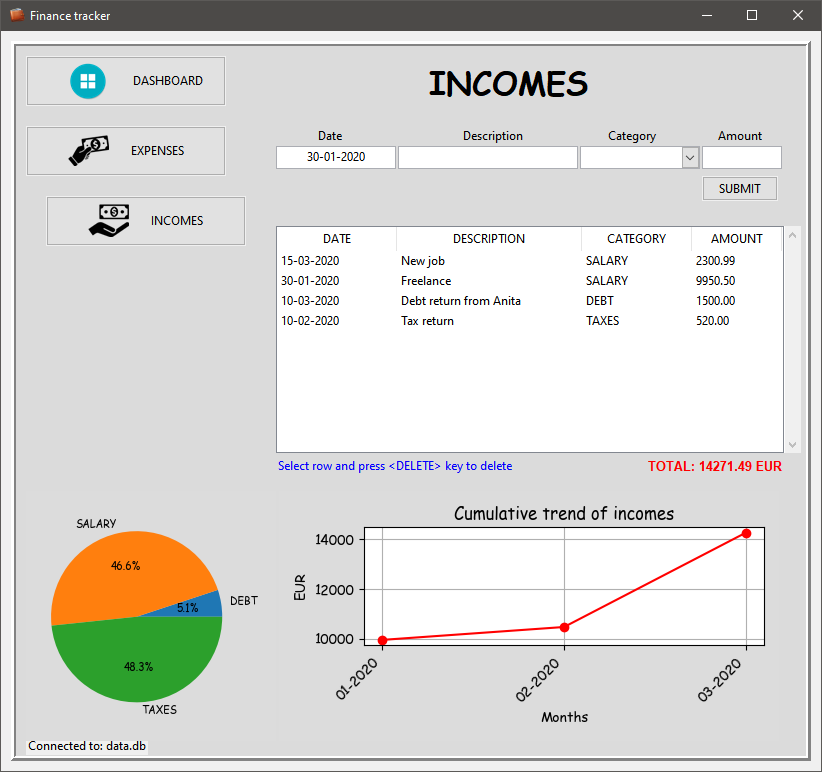 Finance tracker
DASHBOARD
EXPENSES
INCOMES
INCOMES
Date Description Category Amount
30-01-2020
SUBMIT
DATE DESCRIPTION CATEGORY AMOUNT
15-03-2020 New job SALARY 2300.99
30-01-2020 Freelance SALARY 9950.50
10-03-2020 Debt return from Anita DEBT 1500.00
10-02-2020 Tax return TAXES 520.00
Select row and press <DELETE> key to delete
TOTAL: 14271.49 EUR
SALARY
46.6%
DEBT
5.1%
48.3%
TAXES
Cumulative trend of incomes
14000
12000
10000
EUR
01-2020 02-2020 03-2020
Months
Connected to: data.db